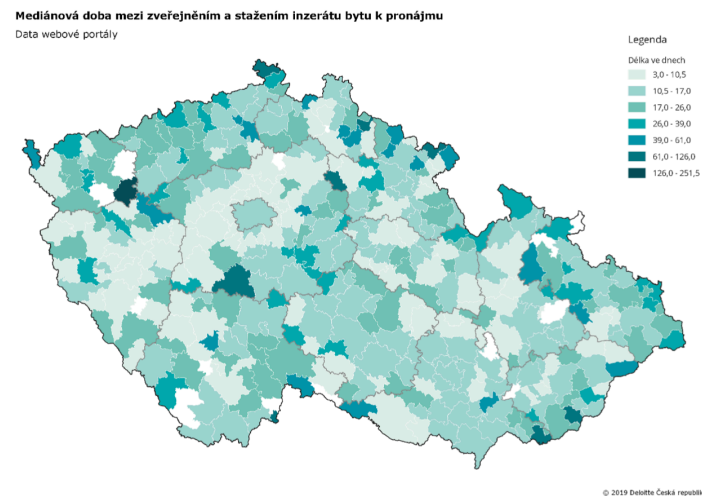 Mediánová doba mezi zveřejněním a stažením inzerátu bytu k pronájmu
Data webové portály
Legenda
Délka ve dnech
3,0 - 10,5
10,5 - 17,0
17,0 - 26,0
26,0 - 39,0
39,0 - 61,0
61,0 - 126,0
126,0 - 251,5
© 2019 Deloitte Česká republik